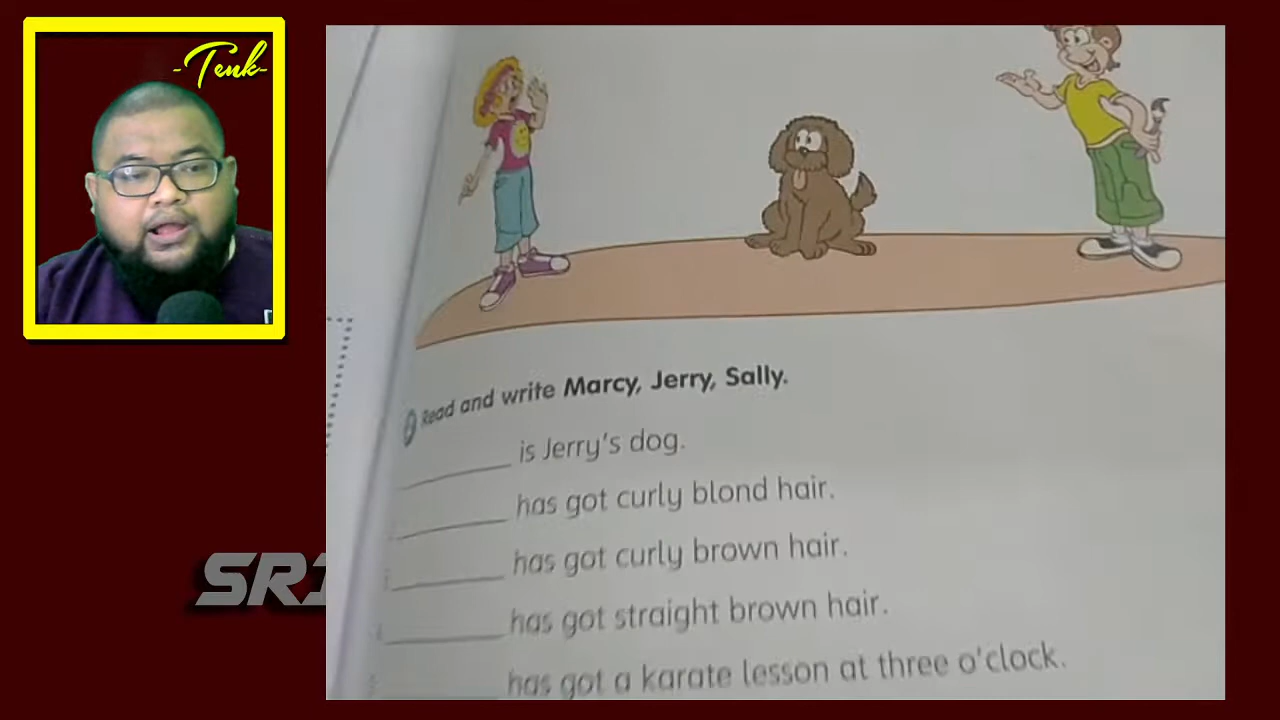 -Tenk-
Read and write Marcy, Jerry, Sally.
is Jerry's dog.
has got curly blond hair.
has got curly brown hair.
has got straight brown hair.
has got a karate lesson at three o'clock.